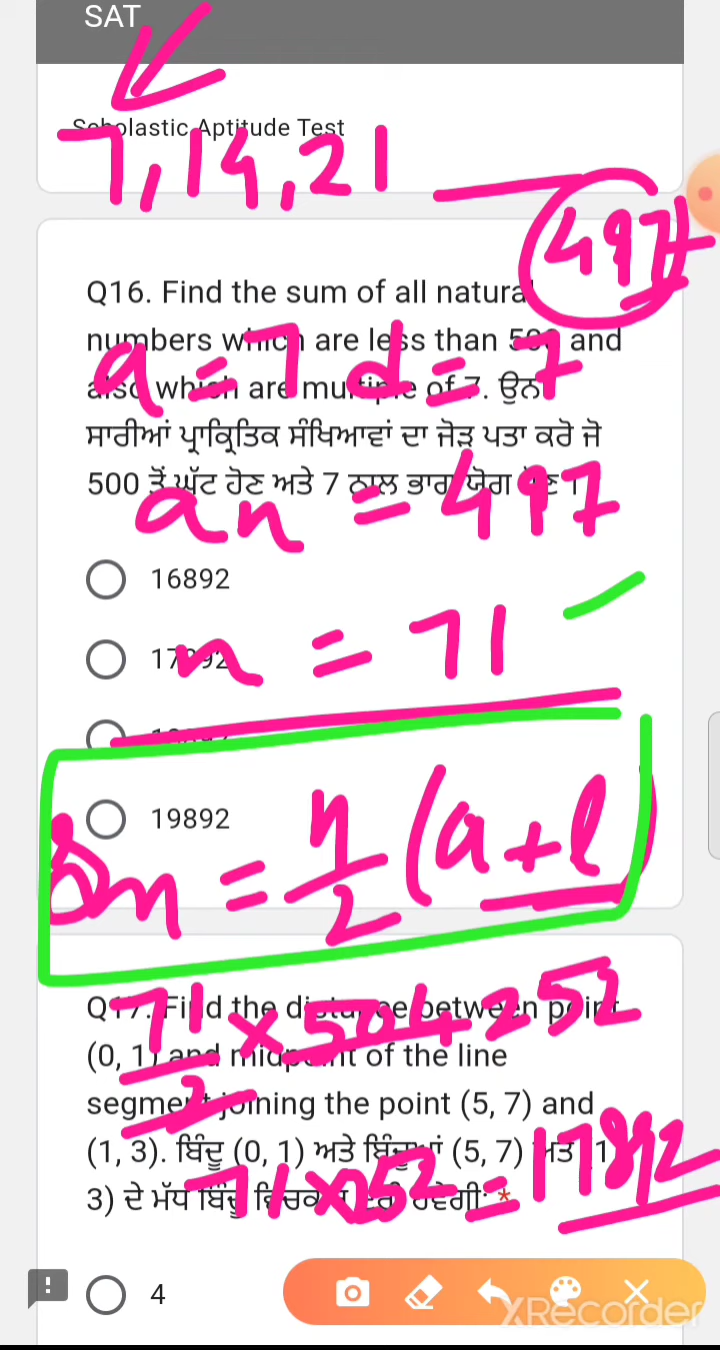 SAT
Scholastic Aptitude Test
7, 14, 21 — 497
Q16. Find the sum of all natural
numbers which are less than 500 and
a = 7 d = 7
also which are multiple of 7. ਉਨ
ਸਾਰੀਆਂ ਪ੍ਰਾਕ੍ਰਿਤਿਕ ਸੰਖਿਆਵਾਂ ਦਾ ਜੋੜ ਪਤਾ ਕਰੋ ਜੋ
500 ਤੋਂ ਘੱਟ ਹੋਣ ਅਤੇ 7 ਨਾਲ ਭਾਗਯੋਗ
an = 497
16892
n = 71
17892
19892
Sn = n/2 (a+l)
Q17. Find the distance between point
71/2 × 504 252
(0, 1) and midpoint of the line
segment joining the point (5, 7) and
(1, 3). ਬਿੰਦੂ (0, 1) ਅਤੇ ਬਿੰਦੂਆਂ (5, 7) ਅਤੇ (1
71×252 = 17892
3) ਦੇ ਮੱਧ ਬਿੰਦੂ ਵਿਚਕਾਰ ਦੂਰੀ ਹੋਵੇਗੀ: *
4
XRecorder